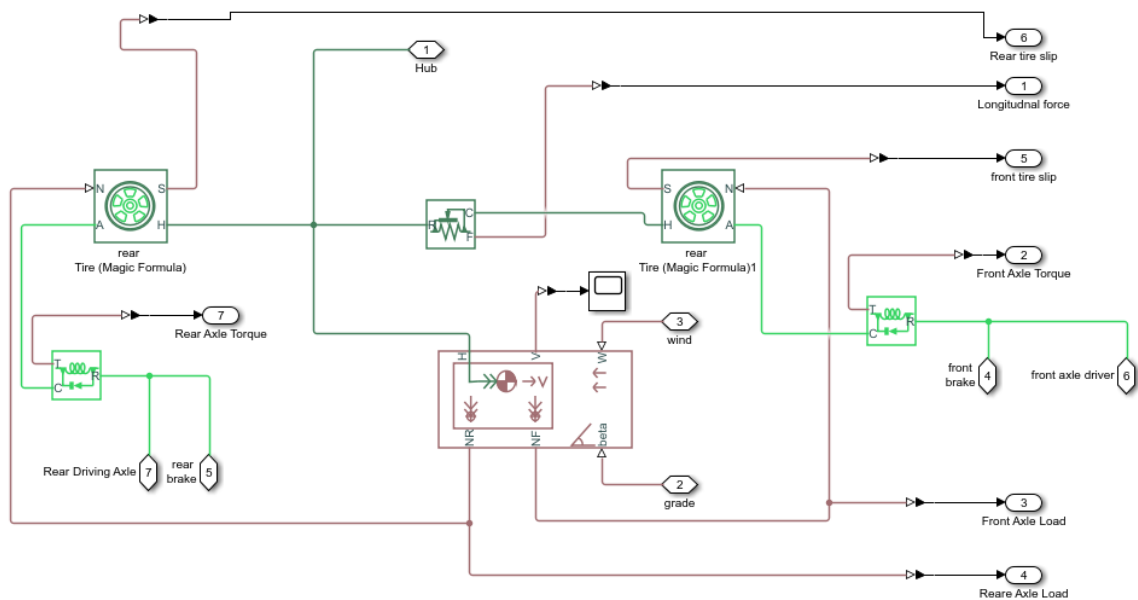 6
Rear tire slip
1
Hub
1
Longitudnal force
5
front tire slip
N
S
A
H
rear
Tire (Magic Formula)
R
C
F
S
N
H
A
rear
Tire (Magic Formula)1
2
Front Axle Torque
7
Rear Axle Torque
3
wind
T
R
C
T
R
C
H
V
W
V
NR
NF
beta
front
brake
4
front axle driver
6
Rear Driving Axle
7
rear
brake
5
2
grade
3
Front Axle Load
4
Reare Axle Load